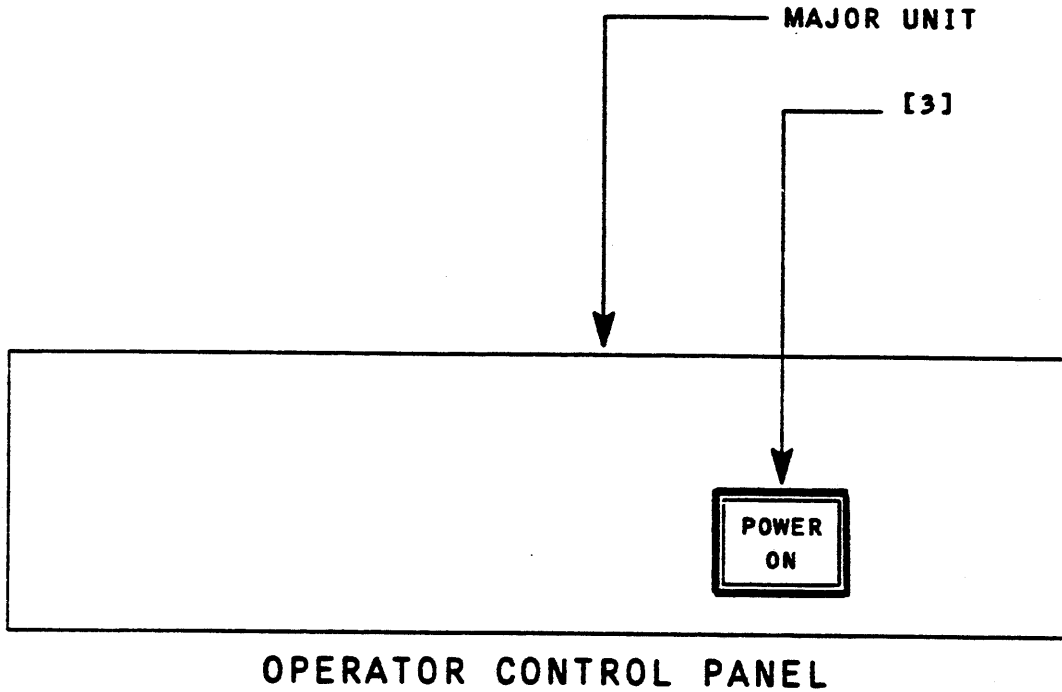 MAJOR UNIT
[3]
POWER
ON
OPERATOR CONTROL PANEL